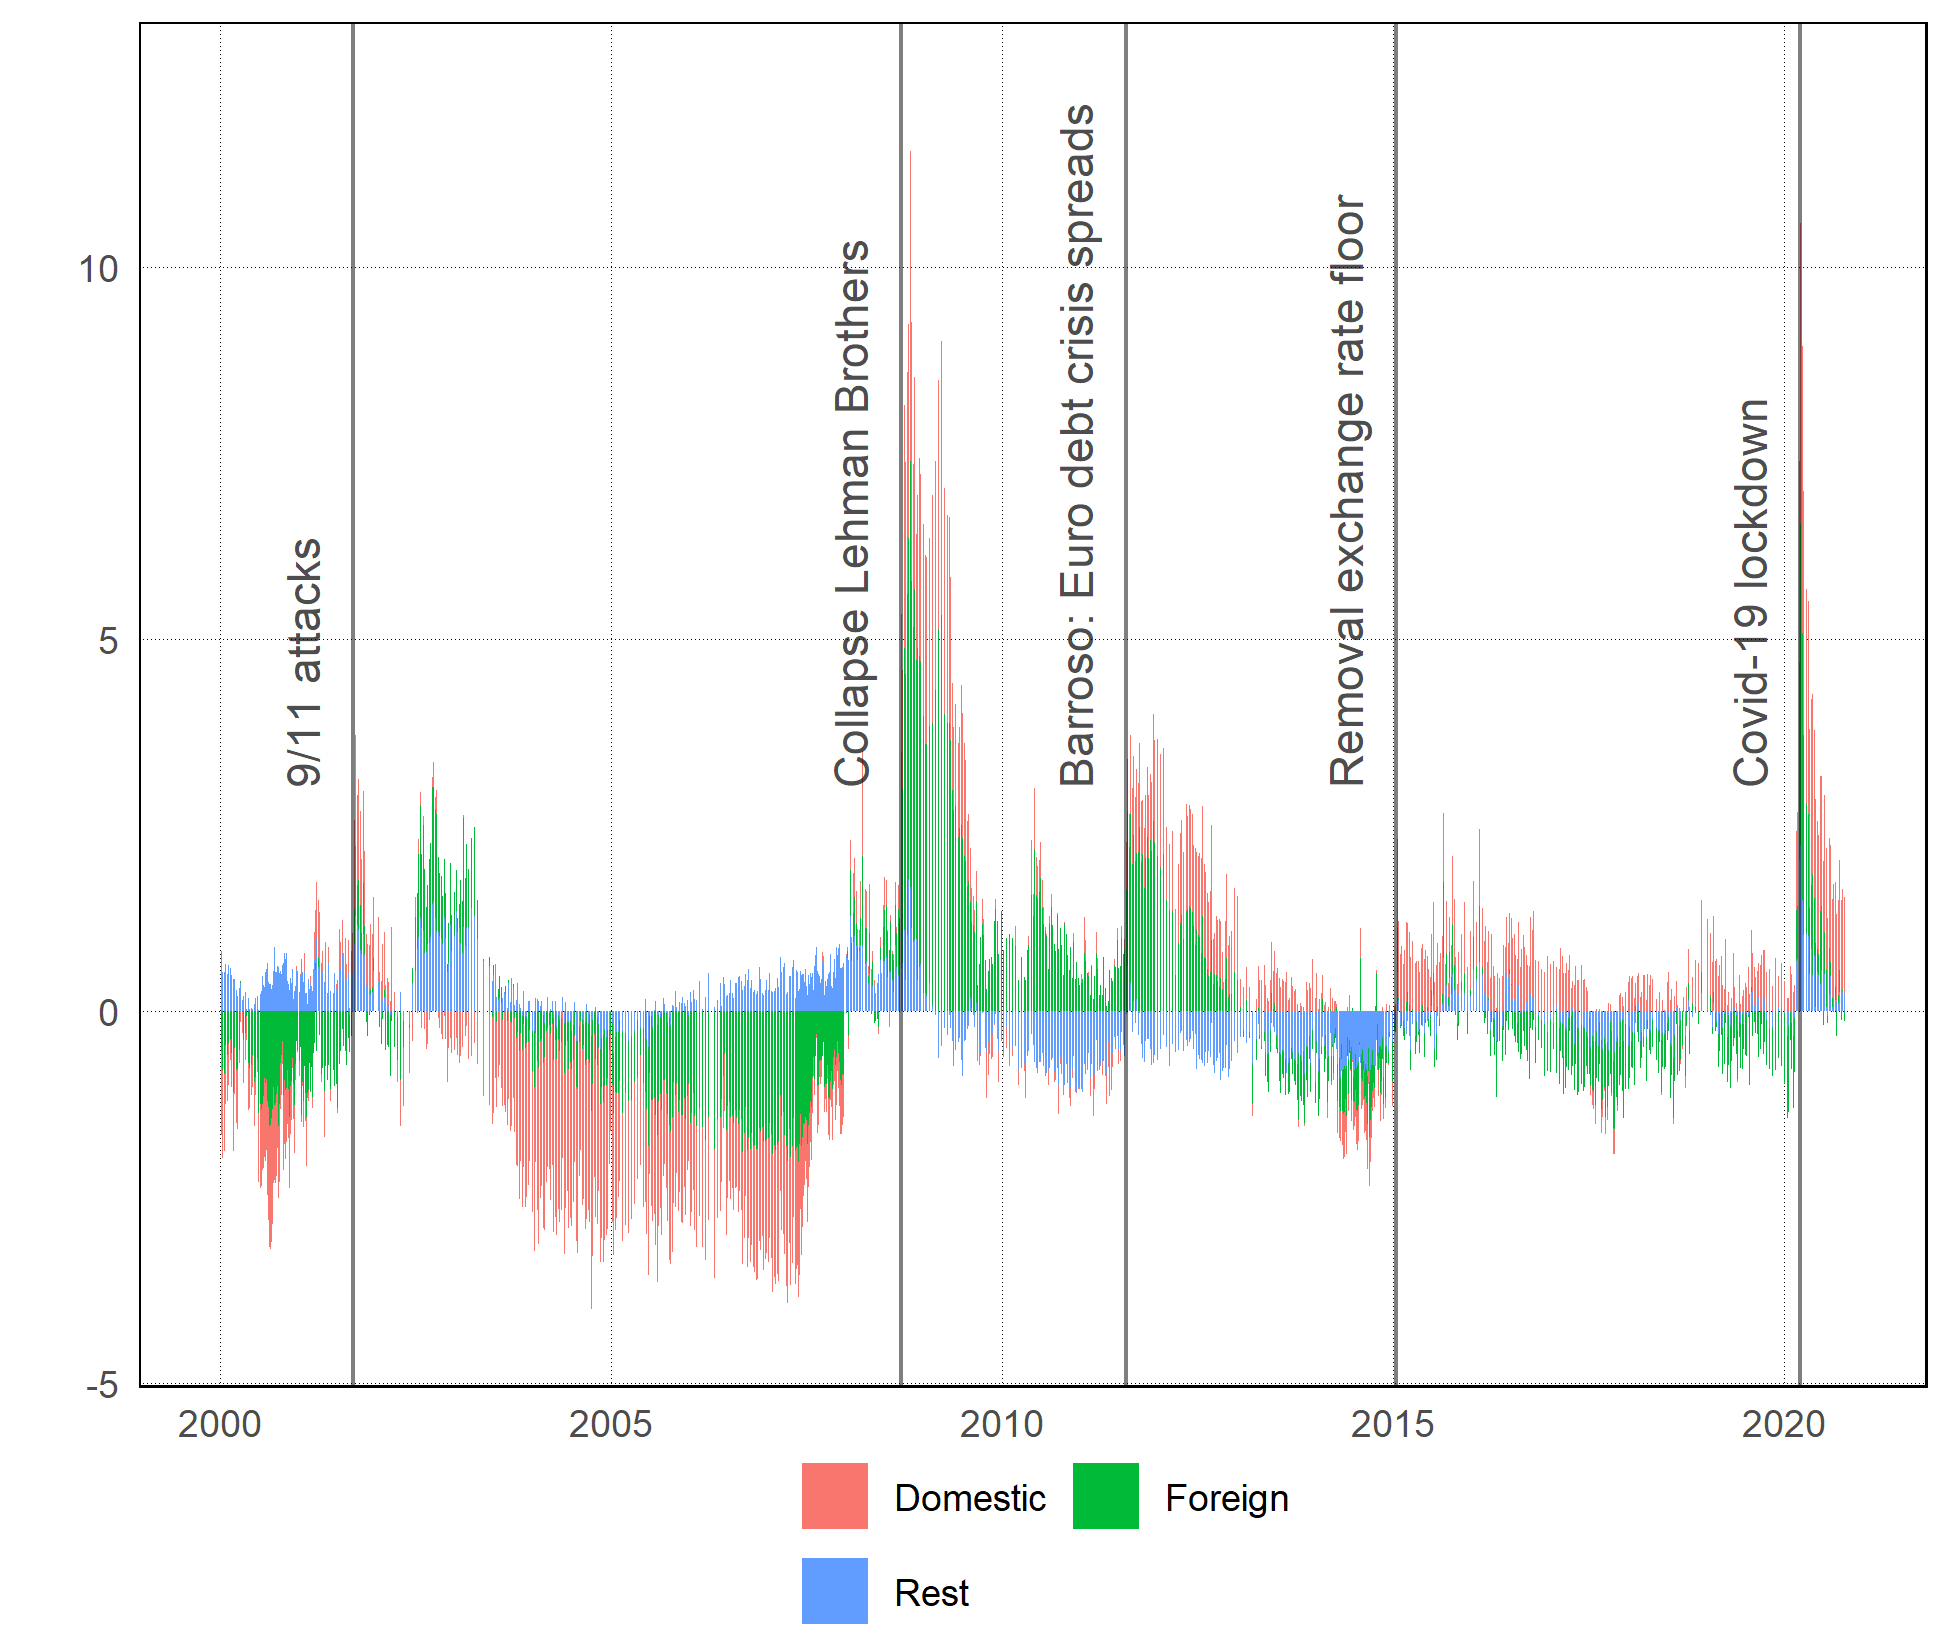 10
5
0
-5
9/11 attacks
Collapse Lehman Brothers
Barroso: Euro debt crisis spreads
Removal exchange rate floor
Covid-19 lockdown
2000
2005
2010
2015
2020
Domestic
Foreign
Rest